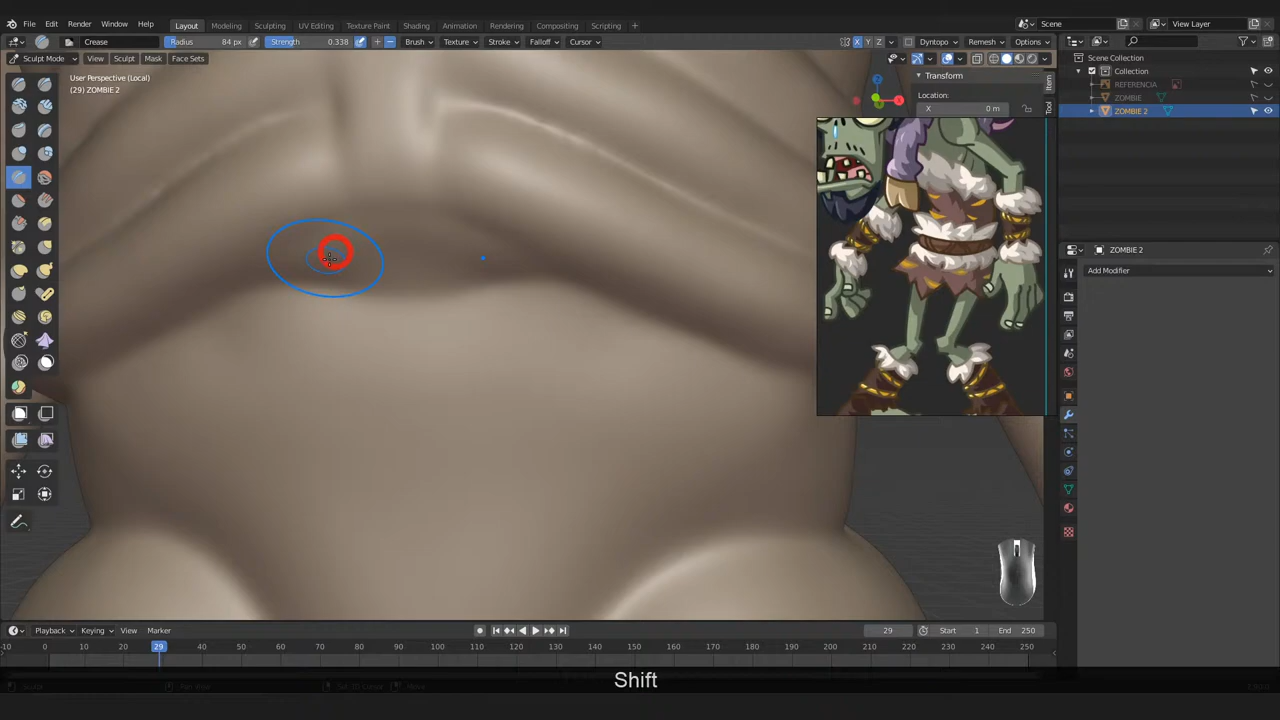 File Edit Render Window Help Layout Modeling Sculpting UV Editing Texture Paint Shading Animation Rendering Compositing Scripting + Scene View Layer
Crease Radius 84 px Strength 0.338 Brush Texture Stroke Falloff Cursor X Y Z Dyntopo Remesh Options
Sculpt Mode View Sculpt Mask Face Sets
User Perspective (Local)
(29) ZOMBIE 2
Transform
Location:
X 0 m
Item
Tool
Scene Collection
Collection
REFERENCIA
ZOMBIE
ZOMBIE 2
ZOMBIE 2
Add Modifier
Playback Keying View Marker 29 Start 1 End 250
-10 0 10 20 29 40 50 60 70 80 90 100 110 120 130 140 150 160 170 180 190 200 210 220 230 240 250
Shift